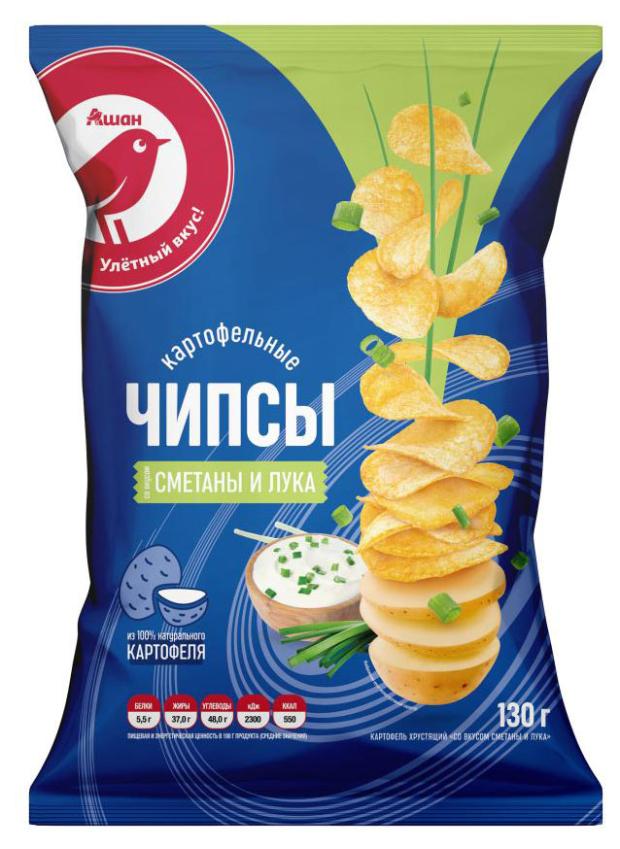 Ашан
Улётный вкус!
картофельные
ЧИПСЫ
со вкусом
СМЕТАНЫ И ЛУКА
из 100% натурального
КАРТОФЕЛЯ
БЕЛКИ ЖИРЫ УГЛЕВОДЫ кДж ККАЛ
5,5 г 37,0 г 48,0 г 2300 550
ПИЩЕВАЯ И ЭНЕРГЕТИЧЕСКАЯ ЦЕННОСТЬ В 100 Г ПРОДУКТА (СРЕДНИЕ ЗНАЧЕНИЯ)
130 г
КАРТОФЕЛЬ ХРУСТЯЩИЙ «СО ВКУСОМ СМЕТАНЫ И ЛУКА»